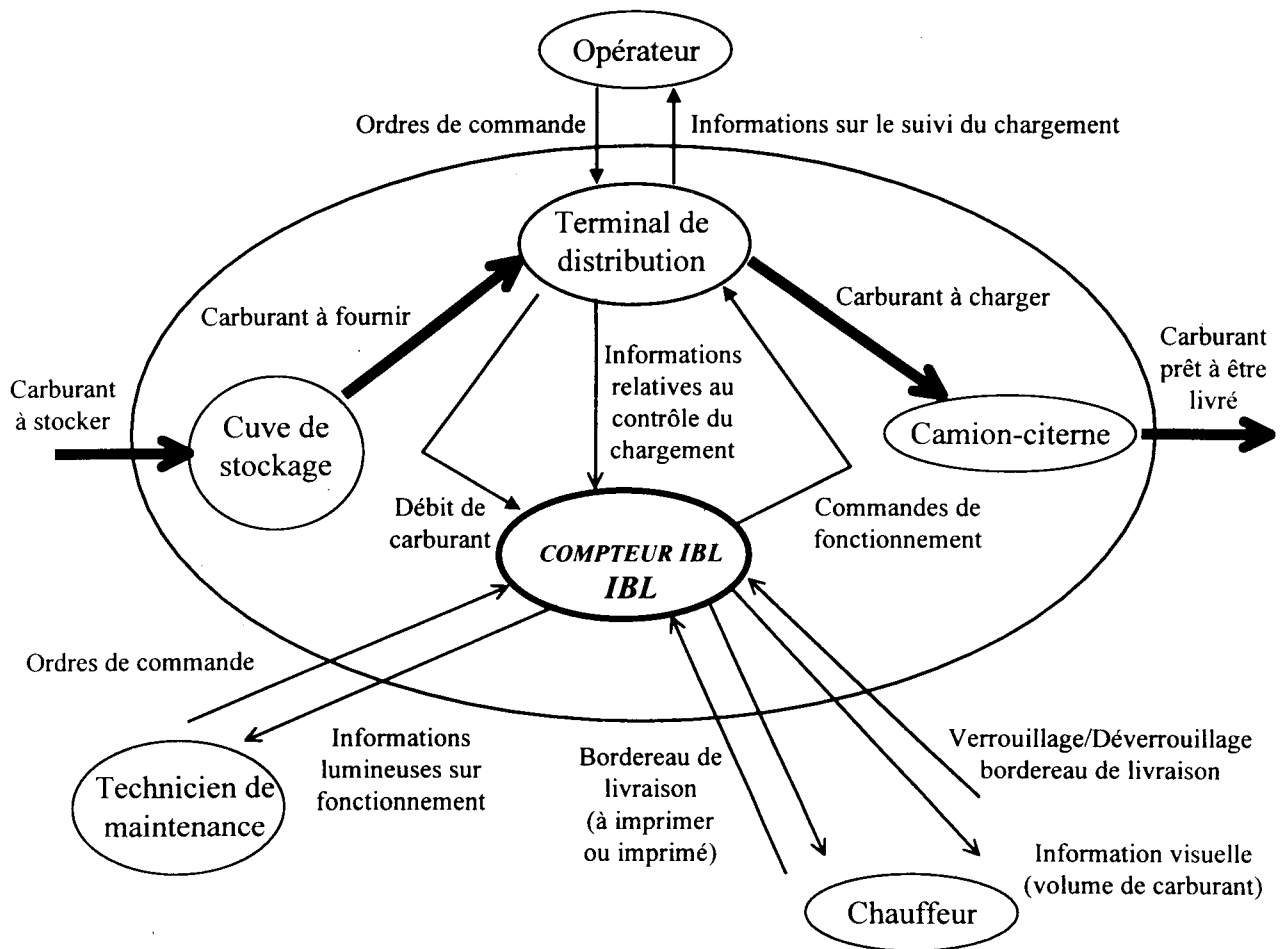 Opérateur
Ordres de commande
Informations sur le suivi du chargement
Terminal de
distribution
Carburant à fournir
Carburant à charger
Carburant
à stocker
Informations
relatives au
contrôle du
chargement
Carburant
prêt à être
livré
Cuve de
stockage
Camion-citerne
Débit de
carburant
Commandes de
fonctionnement
COMPTEUR IBL
IBL
Ordres de commande
Informations
lumineuses sur
fonctionnement
Technicien de
maintenance
Bordereau de
livraison
(à imprimer
ou imprimé)
Verrouillage/Déverrouillage
bordereau de livraison
Information visuelle
(volume de carburant)
Chauffeur